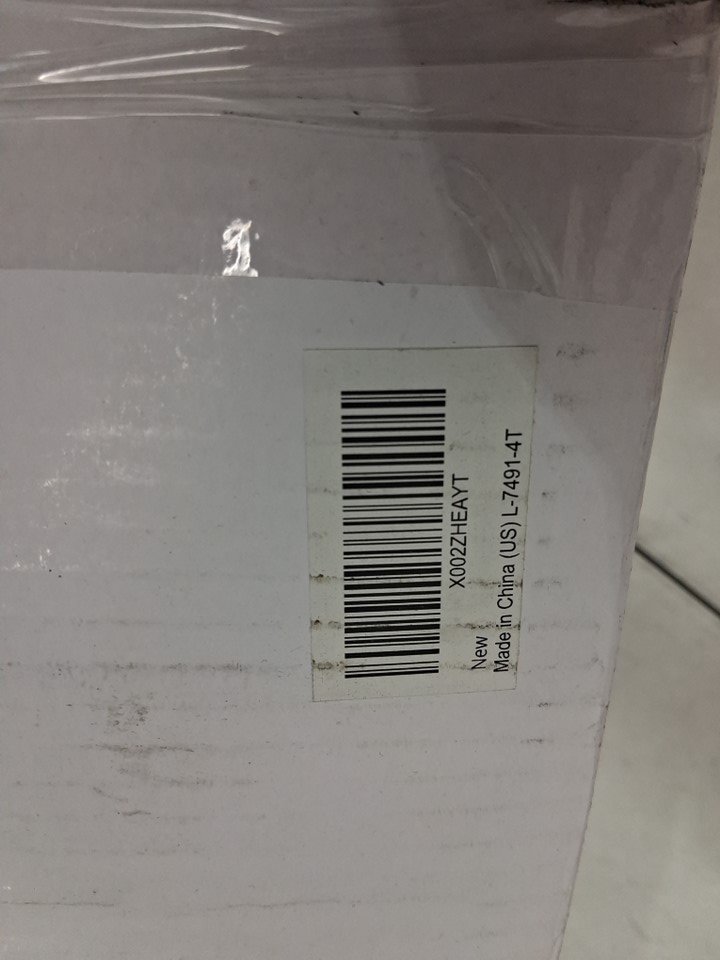 X002ZHEAYT
New
Made in China (US) L-7491-4T